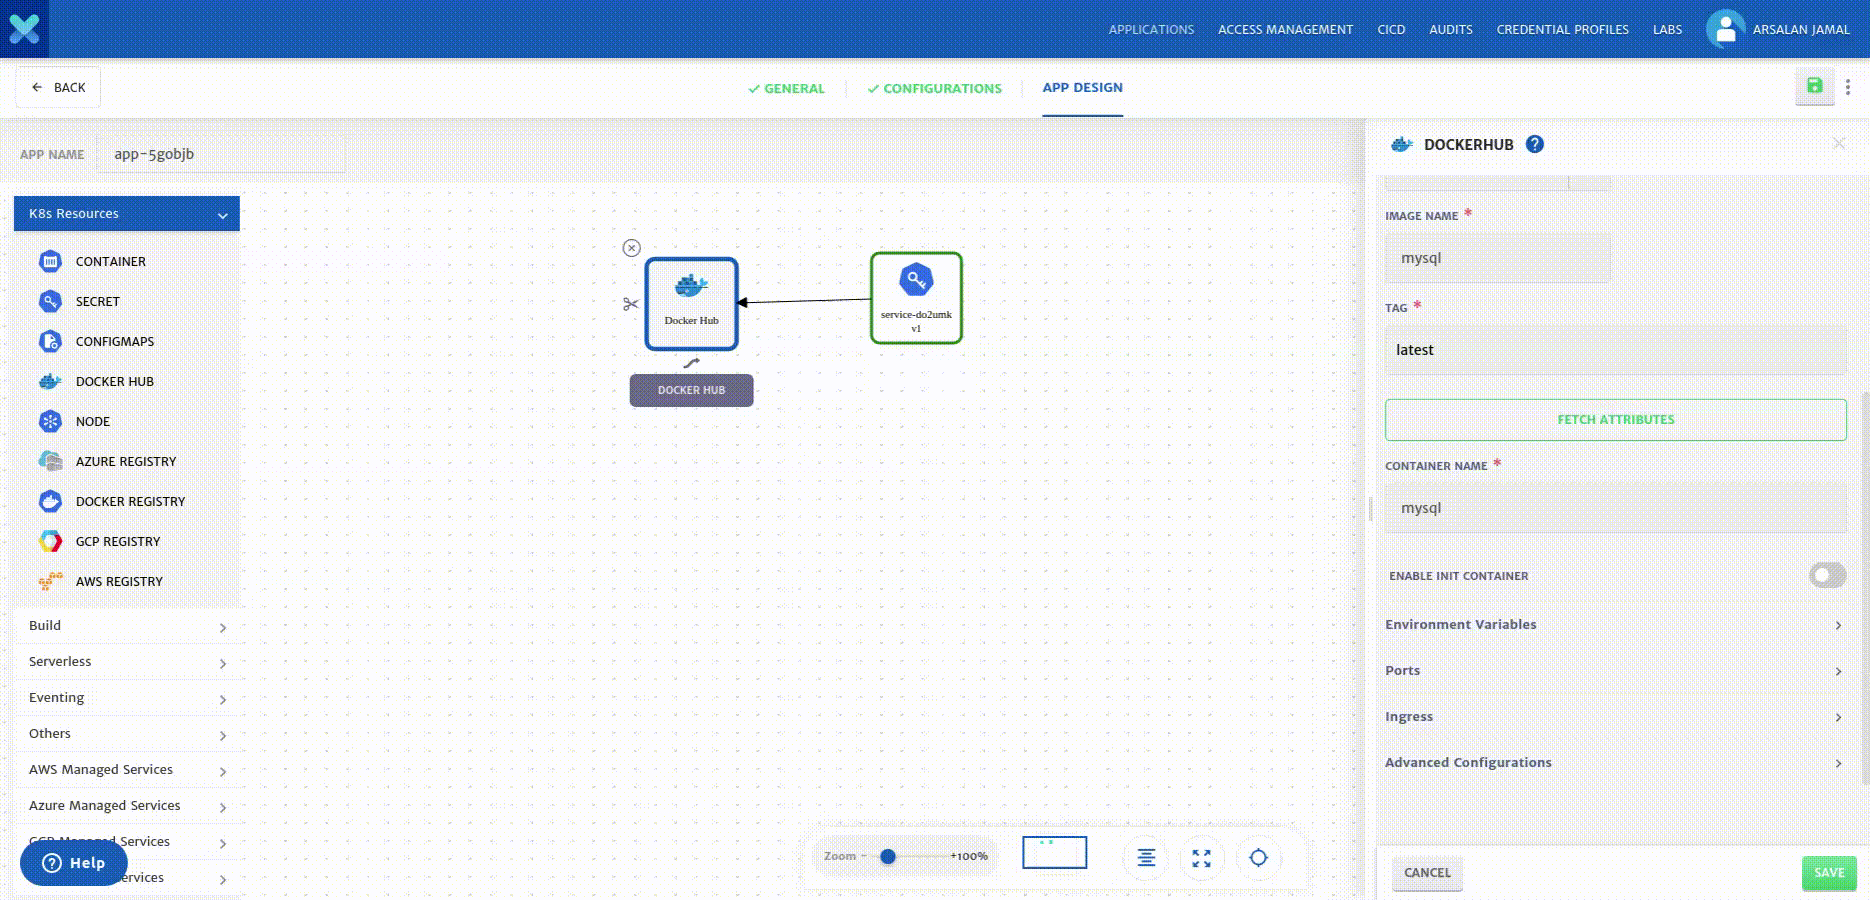 APPLICATIONS ACCESS MANAGEMENT CICD AUDITS CREDENTIAL PROFILES LABS ARSALAN JAMAL
BACK
GENERAL CONFIGURATIONS APP DESIGN
APP NAME app-5gobjb
K8s Resources
CONTAINER
SECRET
CONFIGMAPS
DOCKER HUB
NODE
AZURE REGISTRY
DOCKER REGISTRY
GCP REGISTRY
AWS REGISTRY
Build
Serverless
Eventing
Others
AWS Managed Services
Azure Managed Services
GCP Managed Services
Help
Docker Hub
DOCKER HUB
service-do2umk
v1
Zoom - +100%
DOCKERHUB ?
IMAGE NAME *
mysql
TAG *
latest
FETCH ATTRIBUTES
CONTAINER NAME *
mysql
ENABLE INIT CONTAINER
Environment Variables
Ports
Ingress
Advanced Configurations
CANCEL SAVE